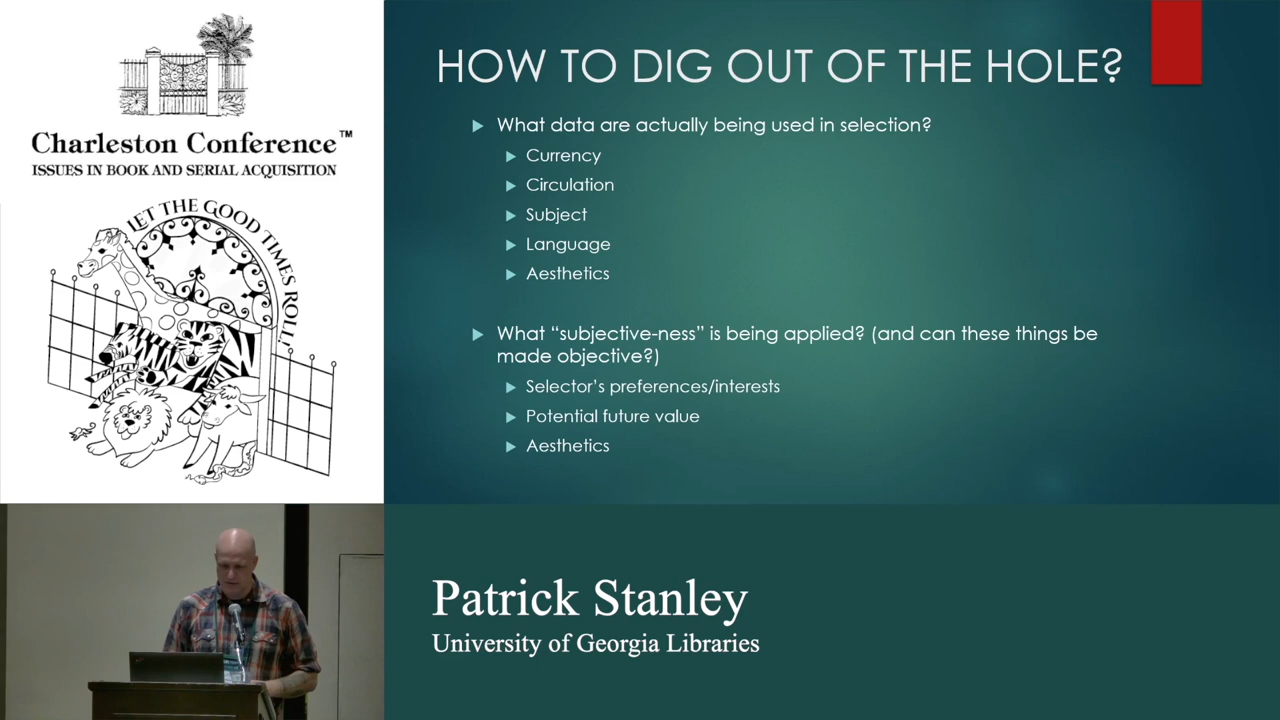 Charleston Conference™
ISSUES IN BOOK AND SERIAL ACQUISITION
LET THE GOOD TIMES ROLL!
HOW TO DIG OUT OF THE HOLE?
What data are actually being used in selection?
Currency
Circulation
Subject
Language
Aesthetics
What “subjective-ness” is being applied? (and can these things be
made objective?)
Selector’s preferences/interests
Potential future value
Aesthetics
Patrick Stanley
University of Georgia Libraries